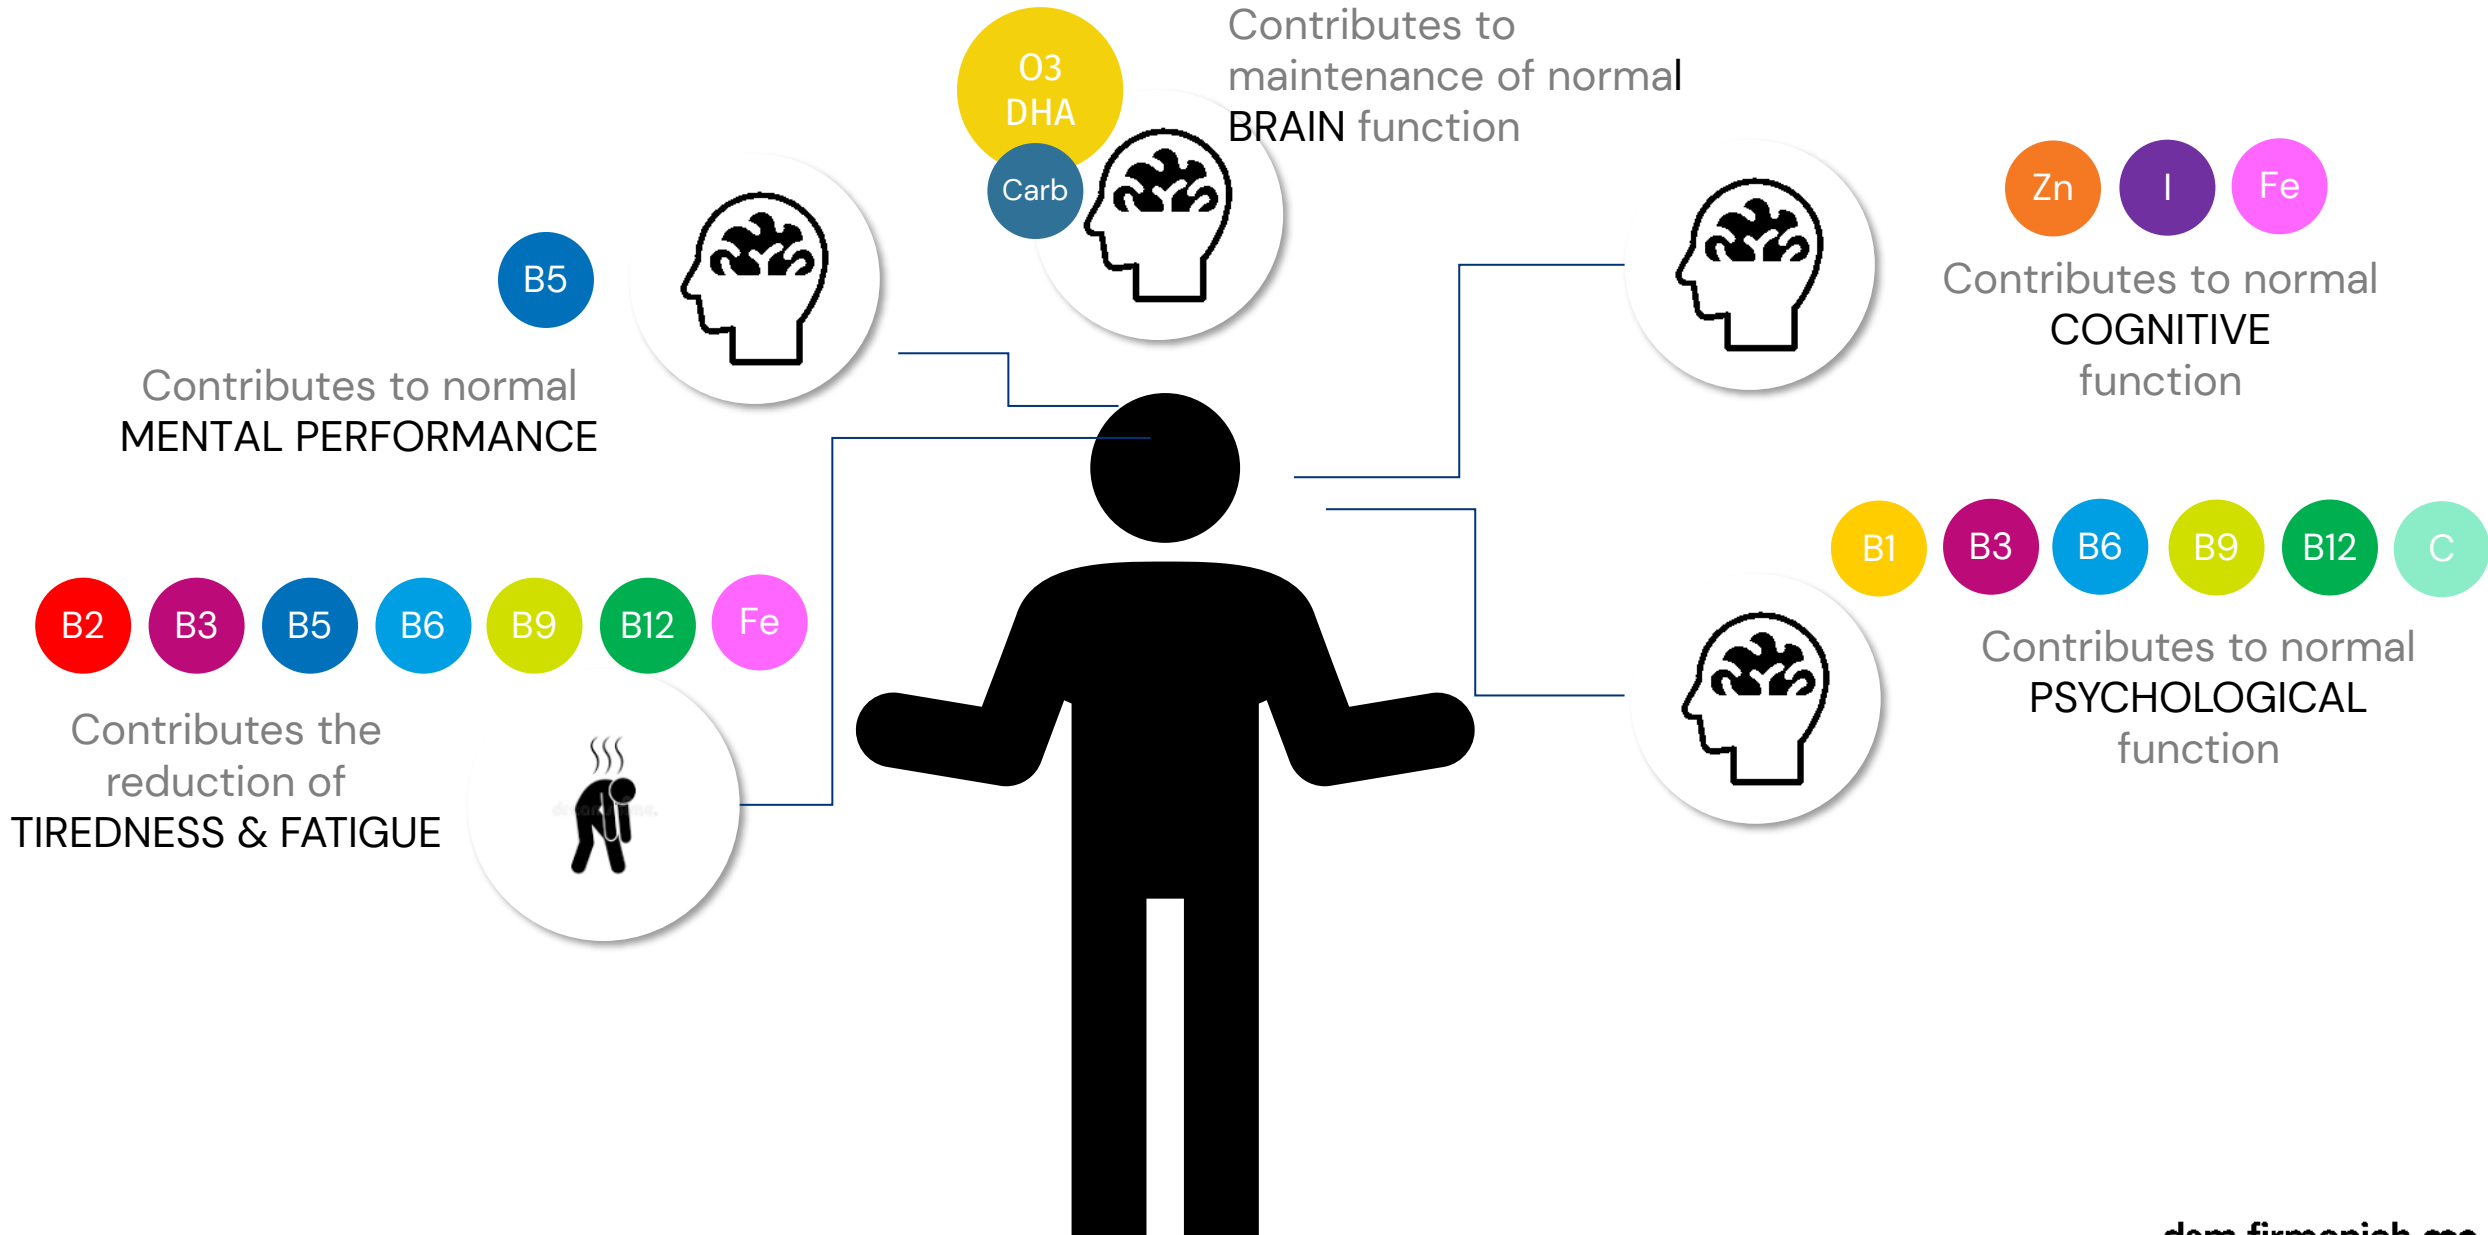 O3
DHA
Carb
Contributes to
maintenance of normal
BRAIN function
B5
Contributes to normal
MENTAL PERFORMANCE
Zn I Fe
Contributes to normal
COGNITIVE
function
B2 B3 B5 B6 B9 B12 Fe
Contributes the
reduction of
TIREDNESS & FATIGUE
B1 B3 B6 B9 B12 C
Contributes to normal
PSYCHOLOGICAL
function
dsm-firmenich